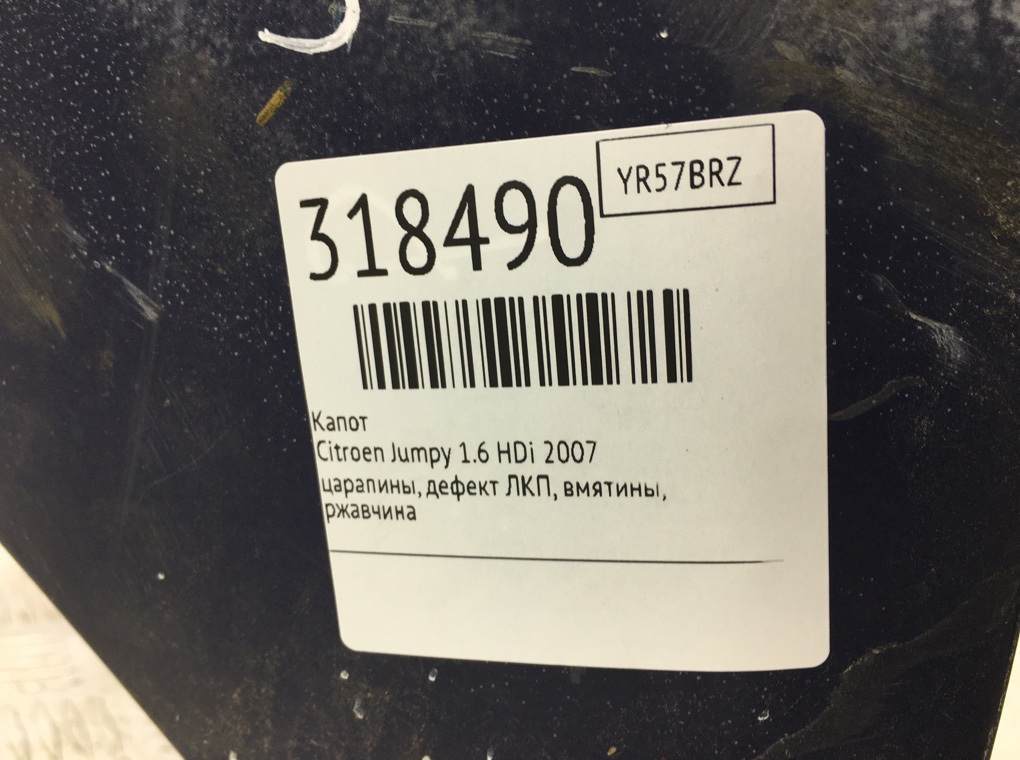 YR57BRZ
318490
Капот
Citroen Jumpy 1.6 HDi 2007
царапины, дефект ЛКП, вмятины,
ржавчина